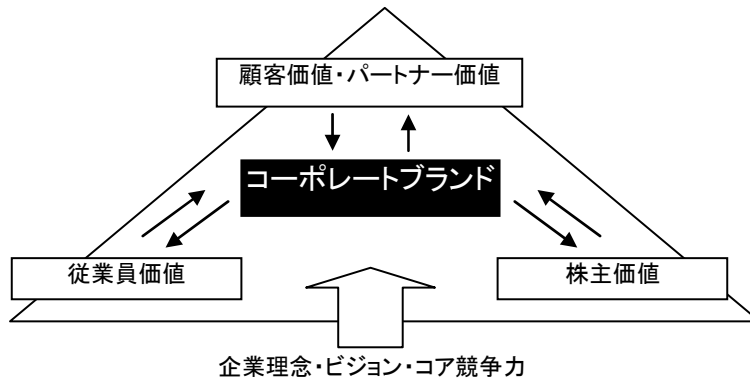 顧客価値・パートナー価値
コーポレートブランド
従業員価値
株主価値
企業理念・ビジョン・コア競争力